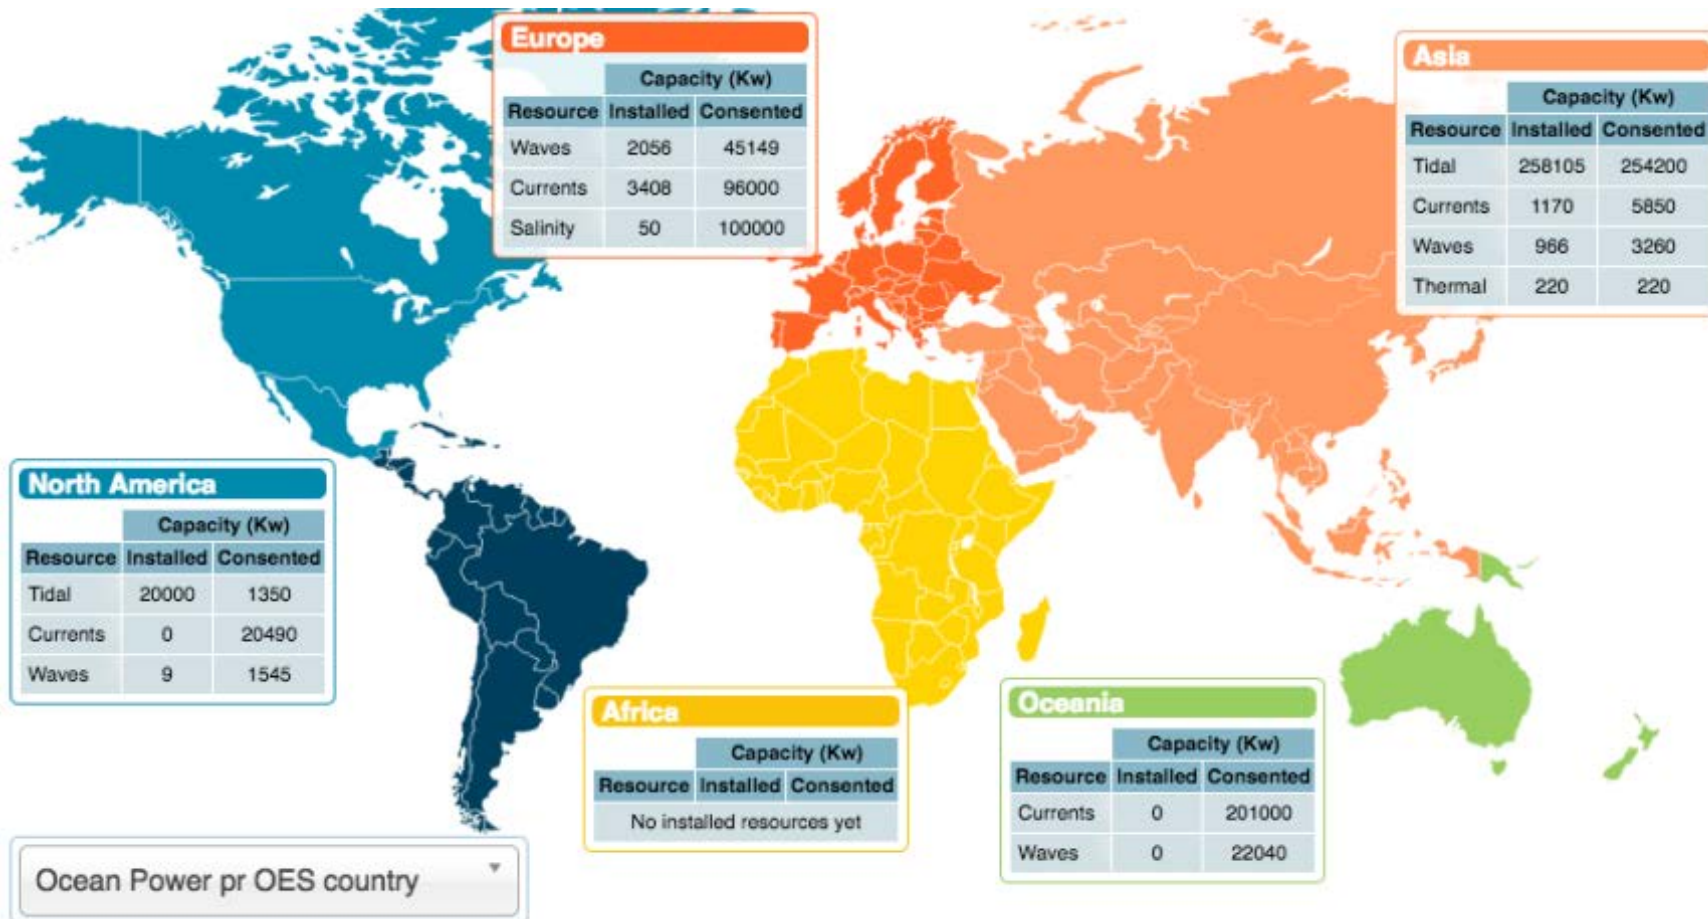 Europe
Capacity (Kw)
Resource Installed Consented
Waves 2056 45149
Currents 3408 96000
Salinity 50 100000
Asia
Capacity (Kw)
Resource Installed Consented
Tidal 258105 254200
Currents 1170 5850
Waves 966 3260
Thermal 220 220
North America
Capacity (Kw)
Resource Installed Consented
Tidal 20000 1350
Currents 0 20490
Waves 9 1545
Africa
Capacity (Kw)
Resource Installed Consented
No installed resources yet
Oceania
Capacity (Kw)
Resource Installed Consented
Currents 0 201000
Waves 0 22040
Ocean Power pr OES country